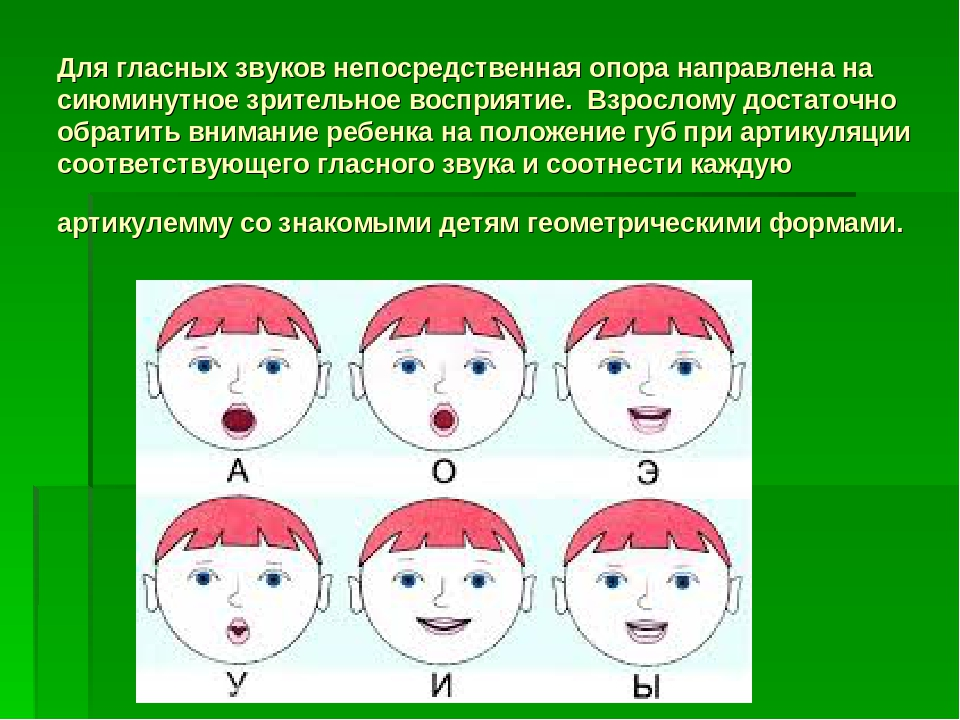 Для гласных звуков непосредственная опора направлена на
сиюминутное зрительное восприятие. Взрослому достаточно
обратить внимание ребенка на положение губ при артикуляции
соответствующего гласного звука и соотнести каждую
артикулемму со знакомыми детям геометрическими формами.
А О Э
У И Ы